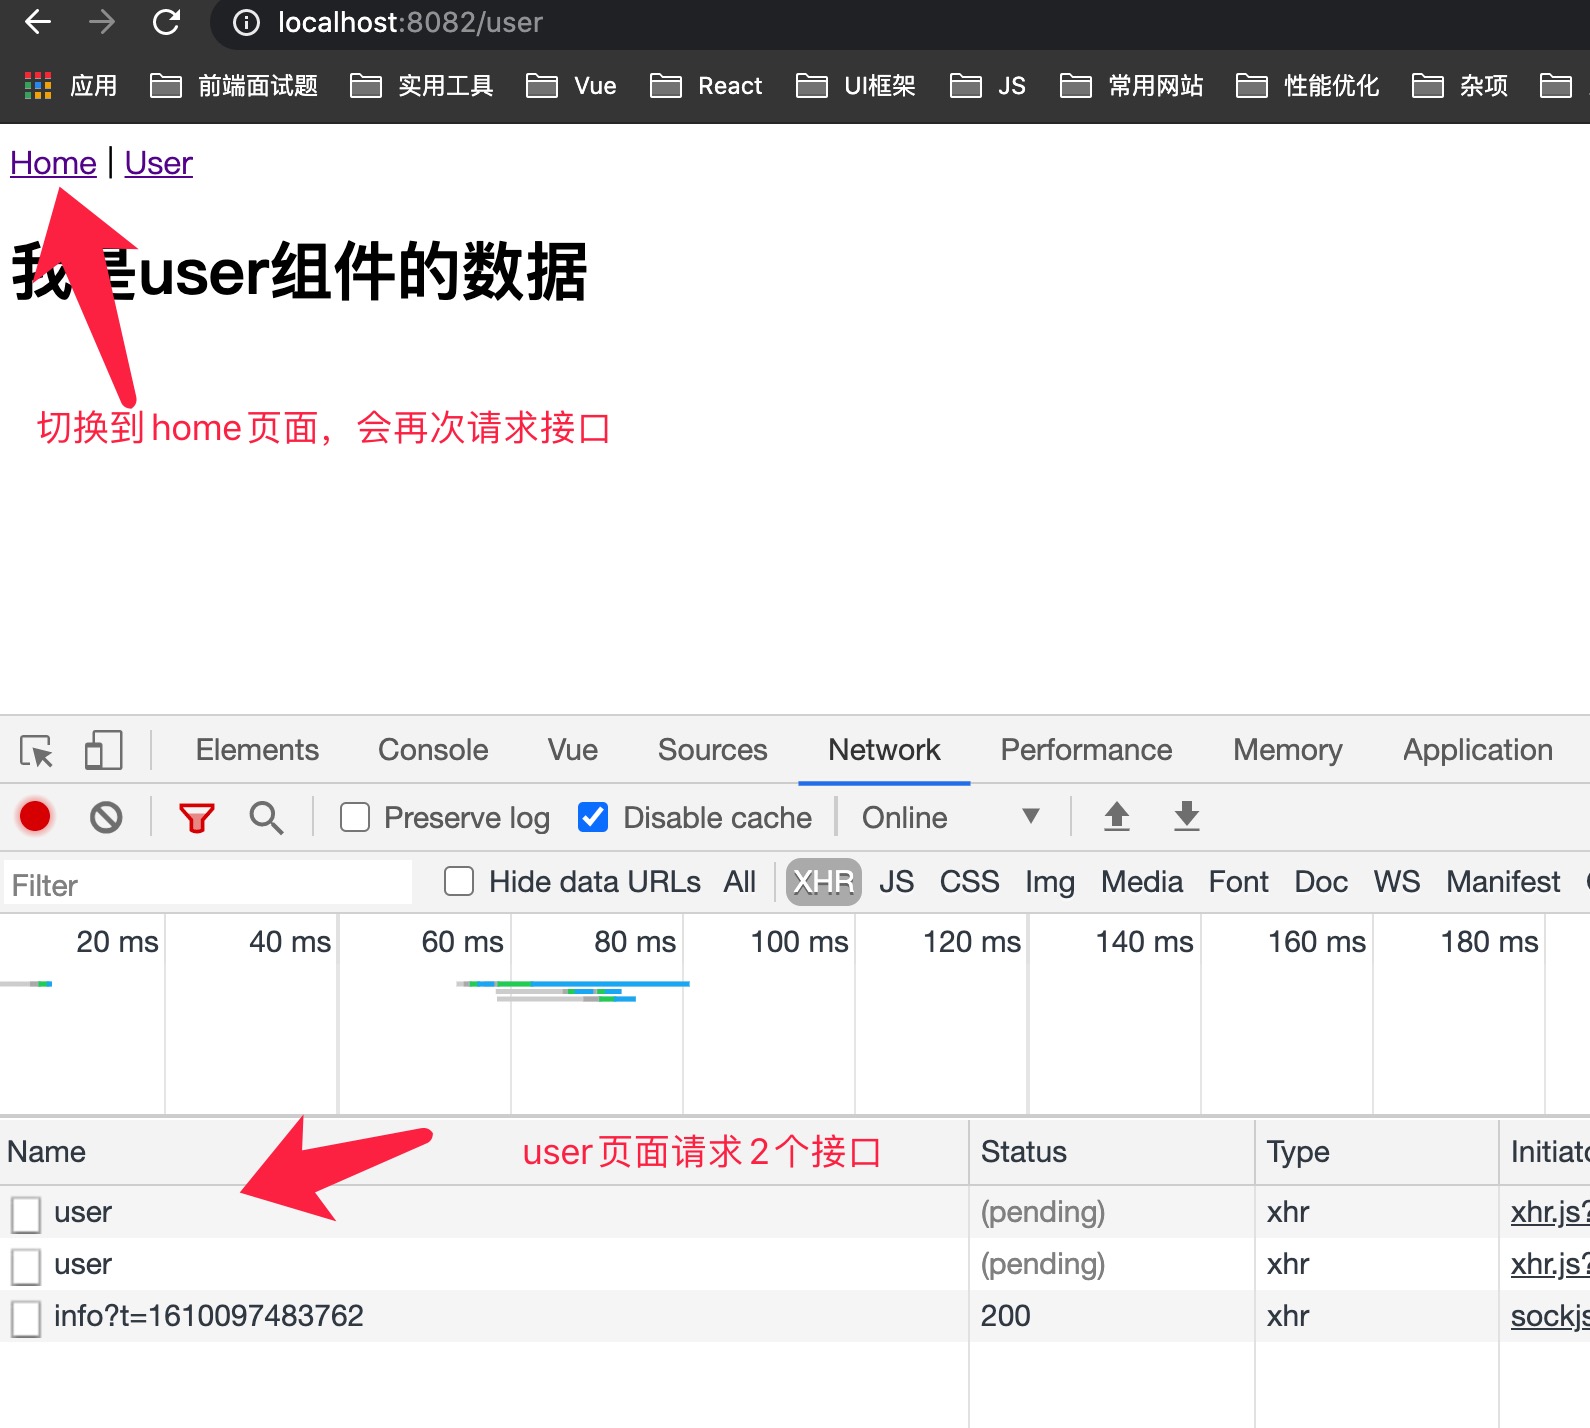 localhost:8082/user
应用 前端面试题 实用工具 Vue React UI框架 JS 常用网站 性能优化 杂项
Home | User
我是user组件的数据
切换到home页面，会再次请求接口
Elements Console Vue Sources Network Performance Memory Application
Preserve log Disable cache Online
Filter Hide data URLs All XHR JS CSS Img Media Font Doc WS Manifest
20 ms 40 ms 60 ms 80 ms 100 ms 120 ms 140 ms 160 ms 180 ms
Name user页面请求2个接口 Status Type Initiato
user (pending) xhr xhr.js?
user (pending) xhr xhr.js?
info?t=1610097483762 200 xhr sockjs